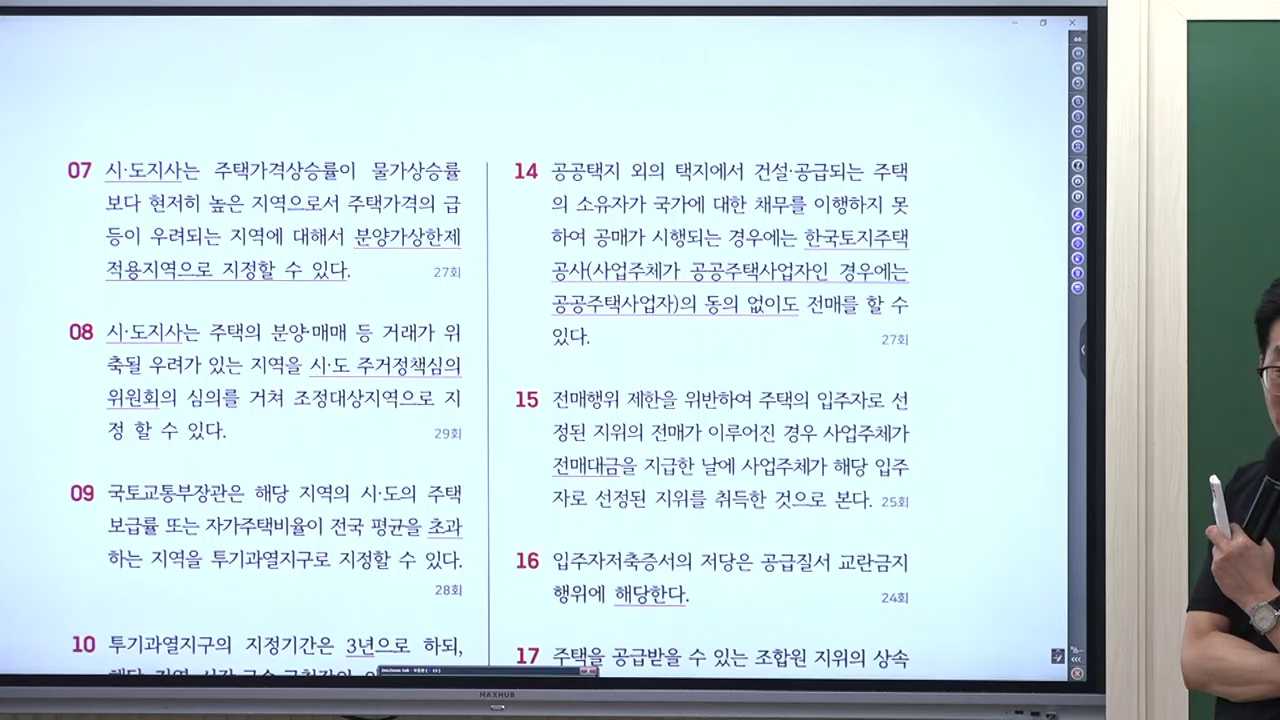 07 시·도지사는 주택가격상승률이 물가상승률
보다 현저히 높은 지역으로서 주택가격의 급
등이 우려되는 지역에 대해서 분양가상한제
적용지역으로 지정할 수 있다. 27회
08 시·도지사는 주택의 분양·매매 등 거래가 위
축될 우려가 있는 지역을 시·도 주거정책심의
위원회의 심의를 거쳐 조정대상지역으로 지
정 할 수 있다. 29회
09 국토교통부장관은 해당 지역의 시·도의 주택
보급률 또는 자가주택비율이 전국 평균을 초과
하는 지역을 투기과열지구로 지정할 수 있다.
28회
10 투기과열지구의 지정기간은 3년으로 하되,
14 공공택지 외의 택지에서 건설·공급되는 주택
의 소유자가 국가에 대한 채무를 이행하지 못
하여 공매가 시행되는 경우에는 한국토지주택
공사(사업주체가 공공주택사업자인 경우에는
공공주택사업자)의 동의 없이도 전매를 할 수
있다. 27회
15 전매행위 제한을 위반하여 주택의 입주자로 선
정된 지위의 전매가 이루어진 경우 사업주체가
전매대금을 지급한 날에 사업주체가 해당 입주
자로 선정된 지위를 취득한 것으로 본다. 25회
16 입주자저축증서의 저당은 공급질서 교란금지
행위에 해당한다. 24회
17 주택을 공급받을 수 있는 조합원 지위의 상속
MAXHUB